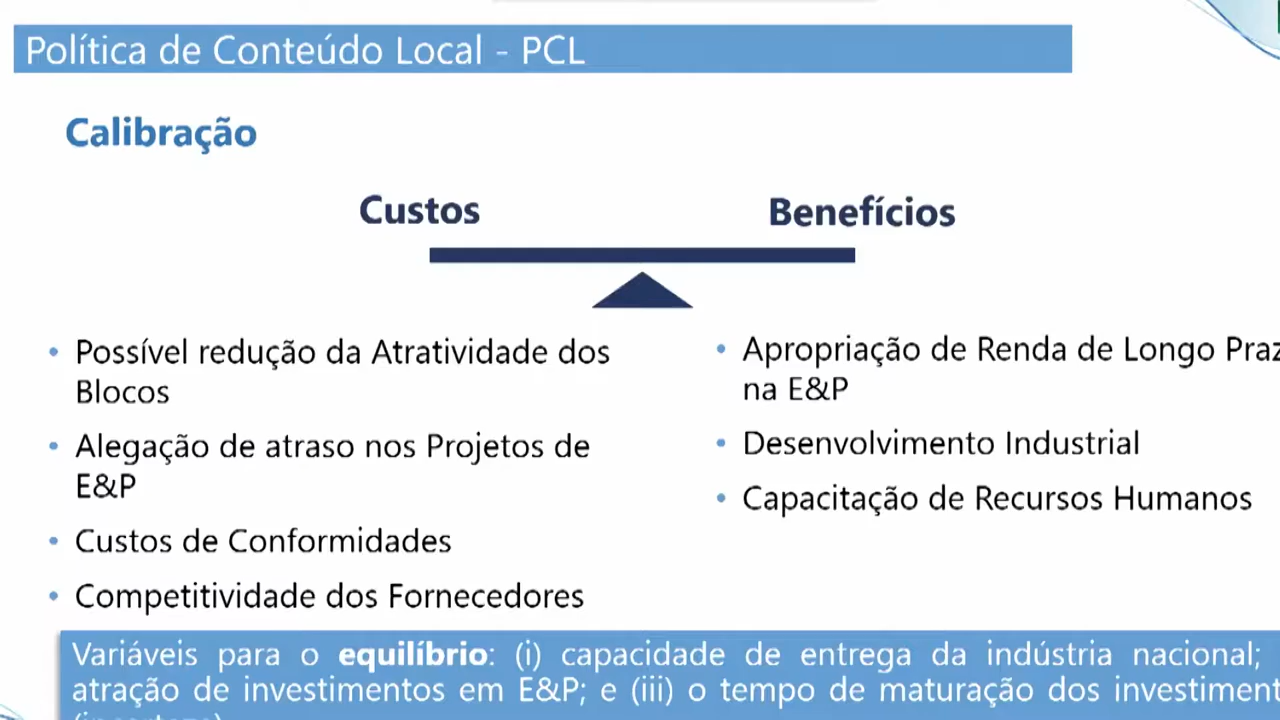 Política de Conteúdo Local - PCL
Calibração
Custos
Benefícios
• Possível redução da Atratividade dos
Blocos
• Alegação de atraso nos Projetos de
E&P
• Custos de Conformidades
• Competitividade dos Fornecedores
• Apropriação de Renda de Longo
na E&P
• Desenvolvimento Industrial
• Capacitação de Recursos Humanos
Variáveis para o equilíbrio: (i) capacidade de entrega da indústria nacional;
atração de investimentos em E&P; e (iii) o tempo de maturação dos